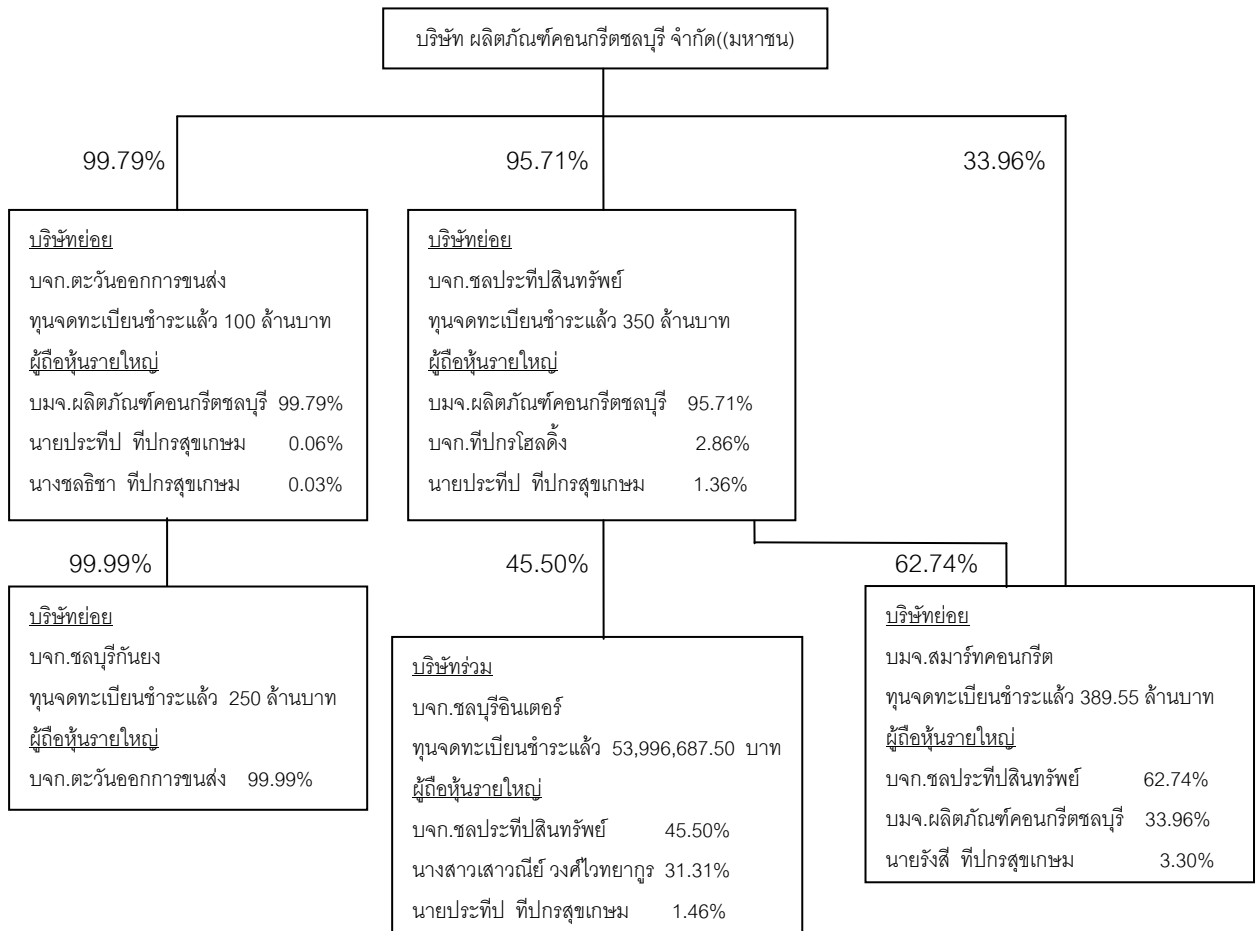 บริษัท ผลิตภัณฑ์คอนกรีตชลบุรี จำกัด((มหาชน)
99.79%
95.71%
33.96%
บริษัทย่อย
บจก.ตะวันออกการขนส่ง
ทุนจดทะเบียนชำระแล้ว 100 ล้านบาท
ผู้ถือหุ้นรายใหญ่
บมจ.ผลิตภัณฑ์คอนกรีตชลบุรี 99.79%
นายประทีป ทีปกรสุขเกษม 0.06%
นางชลธิชา ทีปกรสุขเกษม 0.03%
บริษัทย่อย
บจก.ชลประทีปสินทรัพย์
ทุนจดทะเบียนชำระแล้ว 350 ล้านบาท
ผู้ถือหุ้นรายใหญ่
บมจ.ผลิตภัณฑ์คอนกรีตชลบุรี 95.71%
บจก.ทีปกรโฮลดิ้ง 2.86%
นายประทีป ทีปกรสุขเกษม 1.36%
99.99%
45.50%
62.74%
บริษัทย่อย
บจก.ชลบุรีกันยง
ทุนจดทะเบียนชำระแล้ว 250 ล้านบาท
ผู้ถือหุ้นรายใหญ่
บจก.ตะวันออกการขนส่ง 99.99%
บริษัทร่วม
บจก.ชลบุรีอินเตอร์
ทุนจดทะเบียนชำระแล้ว 53,996,687.50 บาท
ผู้ถือหุ้นรายใหญ่
บจก.ชลประทีปสินทรัพย์ 45.50%
นางสาวเสาวณีย์ วงศ์ไวทยากูร 31.31%
นายประทีป ทีปกรสุขเกษม 1.46%
บริษัทย่อย
บมจ.สมาร์ทคอนกรีต
ทุนจดทะเบียนชำระแล้ว 389.55 ล้านบาท
ผู้ถือหุ้นรายใหญ่
บจก.ชลประทีปสินทรัพย์ 62.74%
บมจ.ผลิตภัณฑ์คอนกรีตชลบุรี 33.96%
นายรังสี ทีปกรสุขเกษม 3.30%